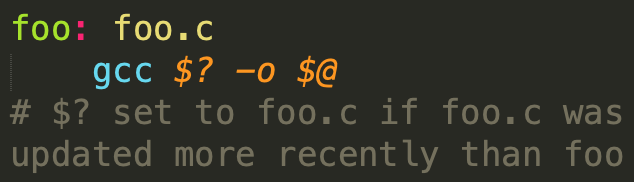 foo: foo.c
    gcc $? -o $@
# $? set to foo.c if foo.c was
updated more recently than foo